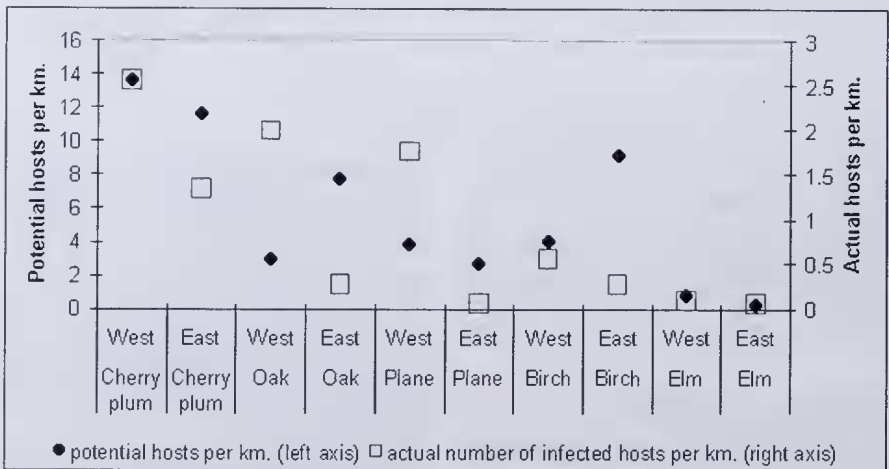 16
14
12
10
8
6
4
2
0
Potential hosts per km.
3
2.5
2
1.5
1
0.5
0
Actual hosts per km.
West East West East West East West East West East
Cherry Cherry Oak Oak Plane Plane Birch Birch Elm Elm
plum plum
potential hosts per km. (left axis) actual number of infected hosts per km. (right axis)